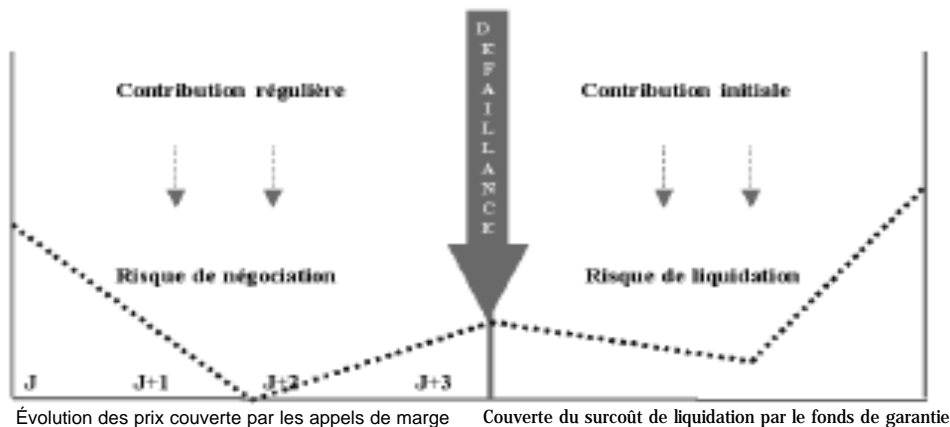 DEFAILLANCE
Contribution régulière
Contribution initiale
Risque de négociation
Risque de liquidation
J
J+1
J+2
J+3
Évolution des prix couverte par les appels de marge
Couverte du surcoût de liquidation par le fonds de garantie